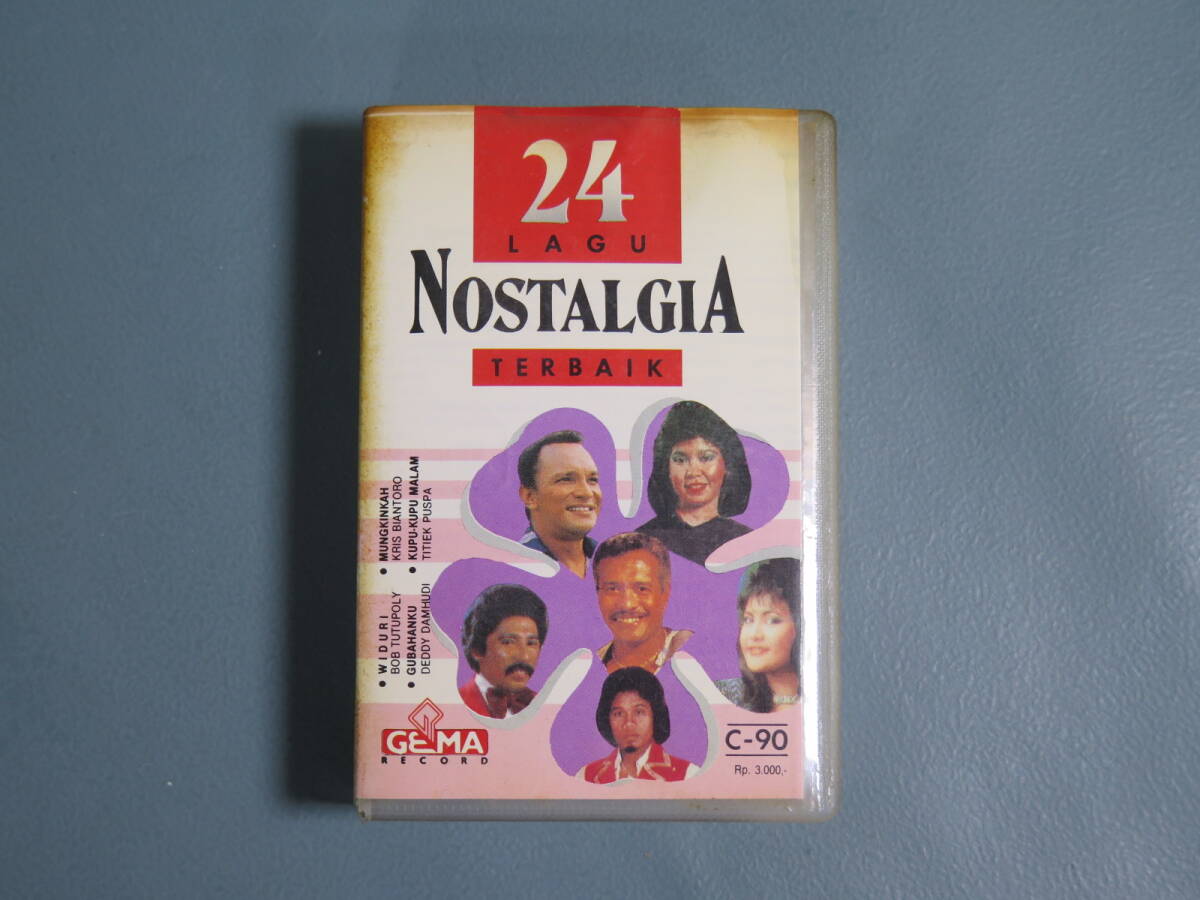 24
LAGU
NOSTALGIA
TERBAIK
• WIDURI
BOB TUTUPOLY
• GUBAHANKU
DEDDY DAMHUDI
• MUNGKINKAH
KRIS BIANTORO
• KUPU-KUPU MALAM
TITIEK PUSPA
GEMA
RECORD
C-90
Rp. 3.000,-